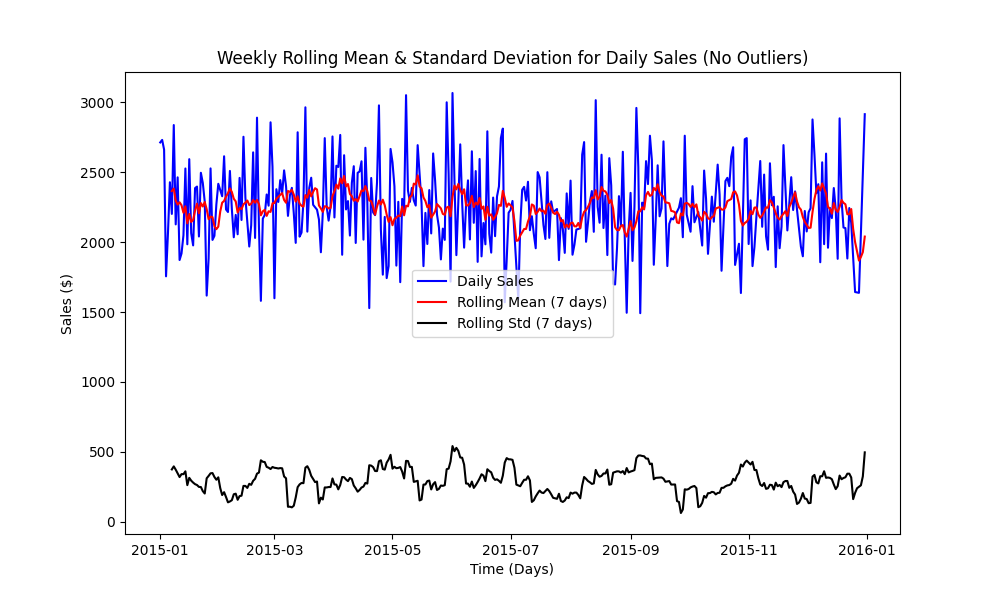 Weekly Rolling Mean & Standard Deviation for Daily Sales (No Outliers)
3000
2500
2000
1500
1000
500
0
Sales ($)
Daily Sales
Rolling Mean (7 days)
Rolling Std (7 days)
2015-01
2015-03
2015-05
2015-07
2015-09
2015-11
2016-01
Time (Days)